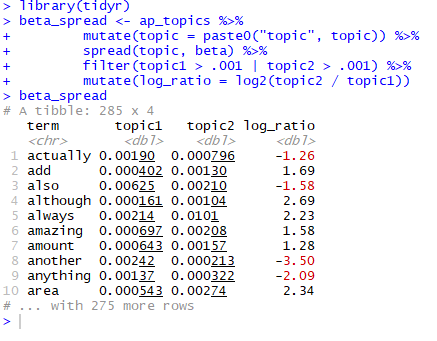 > library(tidyr)
> beta_spread <- ap_topics %>%
+         mutate(topic = paste0("topic", topic)) %>%
+         spread(topic, beta) %>%
+         filter(topic1 > .001 | topic2 > .001) %>%
+         mutate(log_ratio = log2(topic2 / topic1))
> beta_spread
# A tibble: 285 x 4
   term       topic1   topic2 log_ratio
   <chr>       <dbl>    <dbl>     <dbl>
 1 actually 0.00190  0.000796     -1.26
 2 add      0.000402 0.00130       1.69
 3 also     0.00625  0.00210      -1.58
 4 although 0.000161 0.00104       2.69
 5 always   0.00214  0.0101        2.23
 6 amazing  0.000697 0.00208       1.58
 7 amount   0.000643 0.00157       1.28
 8 another  0.00242  0.000213     -3.50
 9 anything 0.00137  0.000322     -2.09
10 area     0.000543 0.00274       2.34
# ... with 275 more rows
>